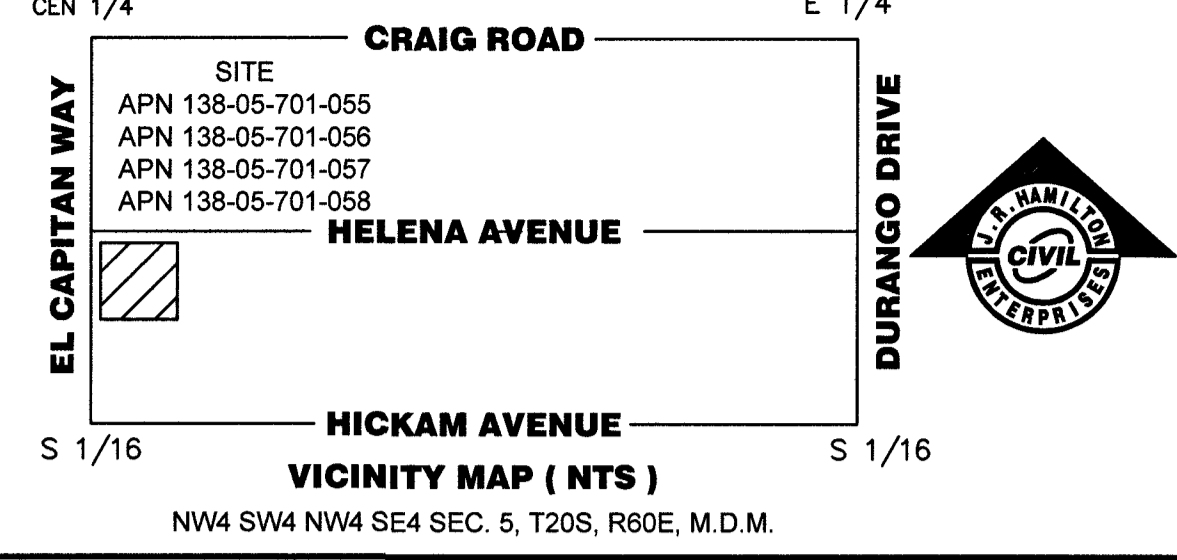 CEN 1/4
E 1/4
CRAIG ROAD
SITE
APN 138-05-701-055
APN 138-05-701-056
APN 138-05-701-057
APN 138-05-701-058
EL CAPITAN WAY
HELENA AVENUE
DURANGO DRIVE
J.R. HAMILTON
CIVIL
ENTERPRISES
HICKAM AVENUE
S 1/16
S 1/16
VICINITY MAP ( NTS )
NW4 SW4 NW4 SE4 SEC. 5, T20S, R60E, M.D.M.